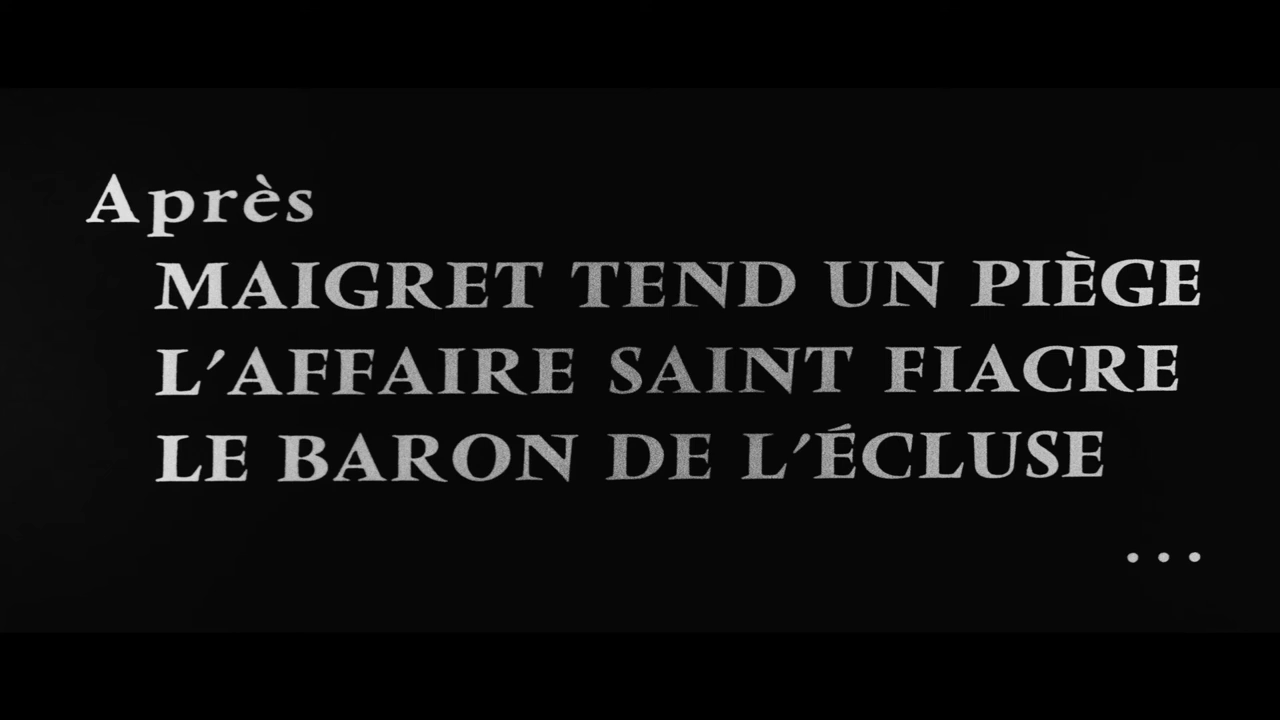 Après
MAIGRET TEND UN PIÈGE
L'AFFAIRE SAINT FIACRE
LE BARON DE L'ÉCLUSE
...